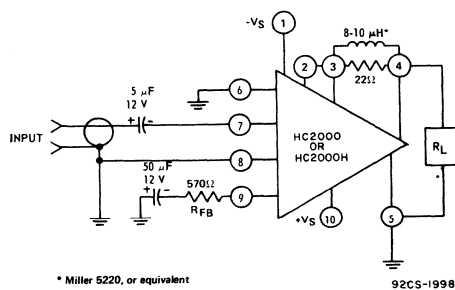 -VS
1
8-10 μH*
2
3
4
22Ω
5 μF
12 V
6
+
-
INPUT
7
HC2000
OR
HC2000H
RL
8
50 μF
12 V
570Ω
+
-
9
RFB
+VS
10
5
* Miller 5220, or equivalent
92CS-1998